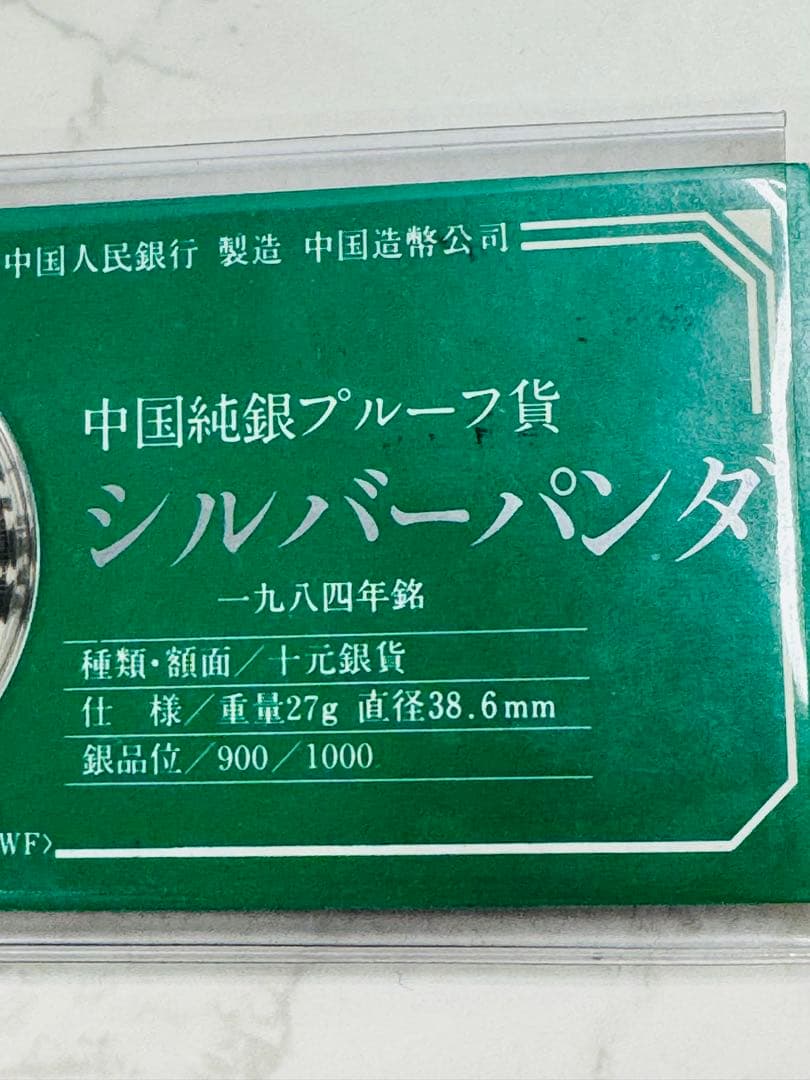 中国人民銀行 製造 中国造幣公司
中国純銀プルーフ貨
シルバーパンダ
一九八四年銘
種類・額面／十元銀貨
仕 様／重量27g 直径38.6mm
銀品位／900／1000
WF〉